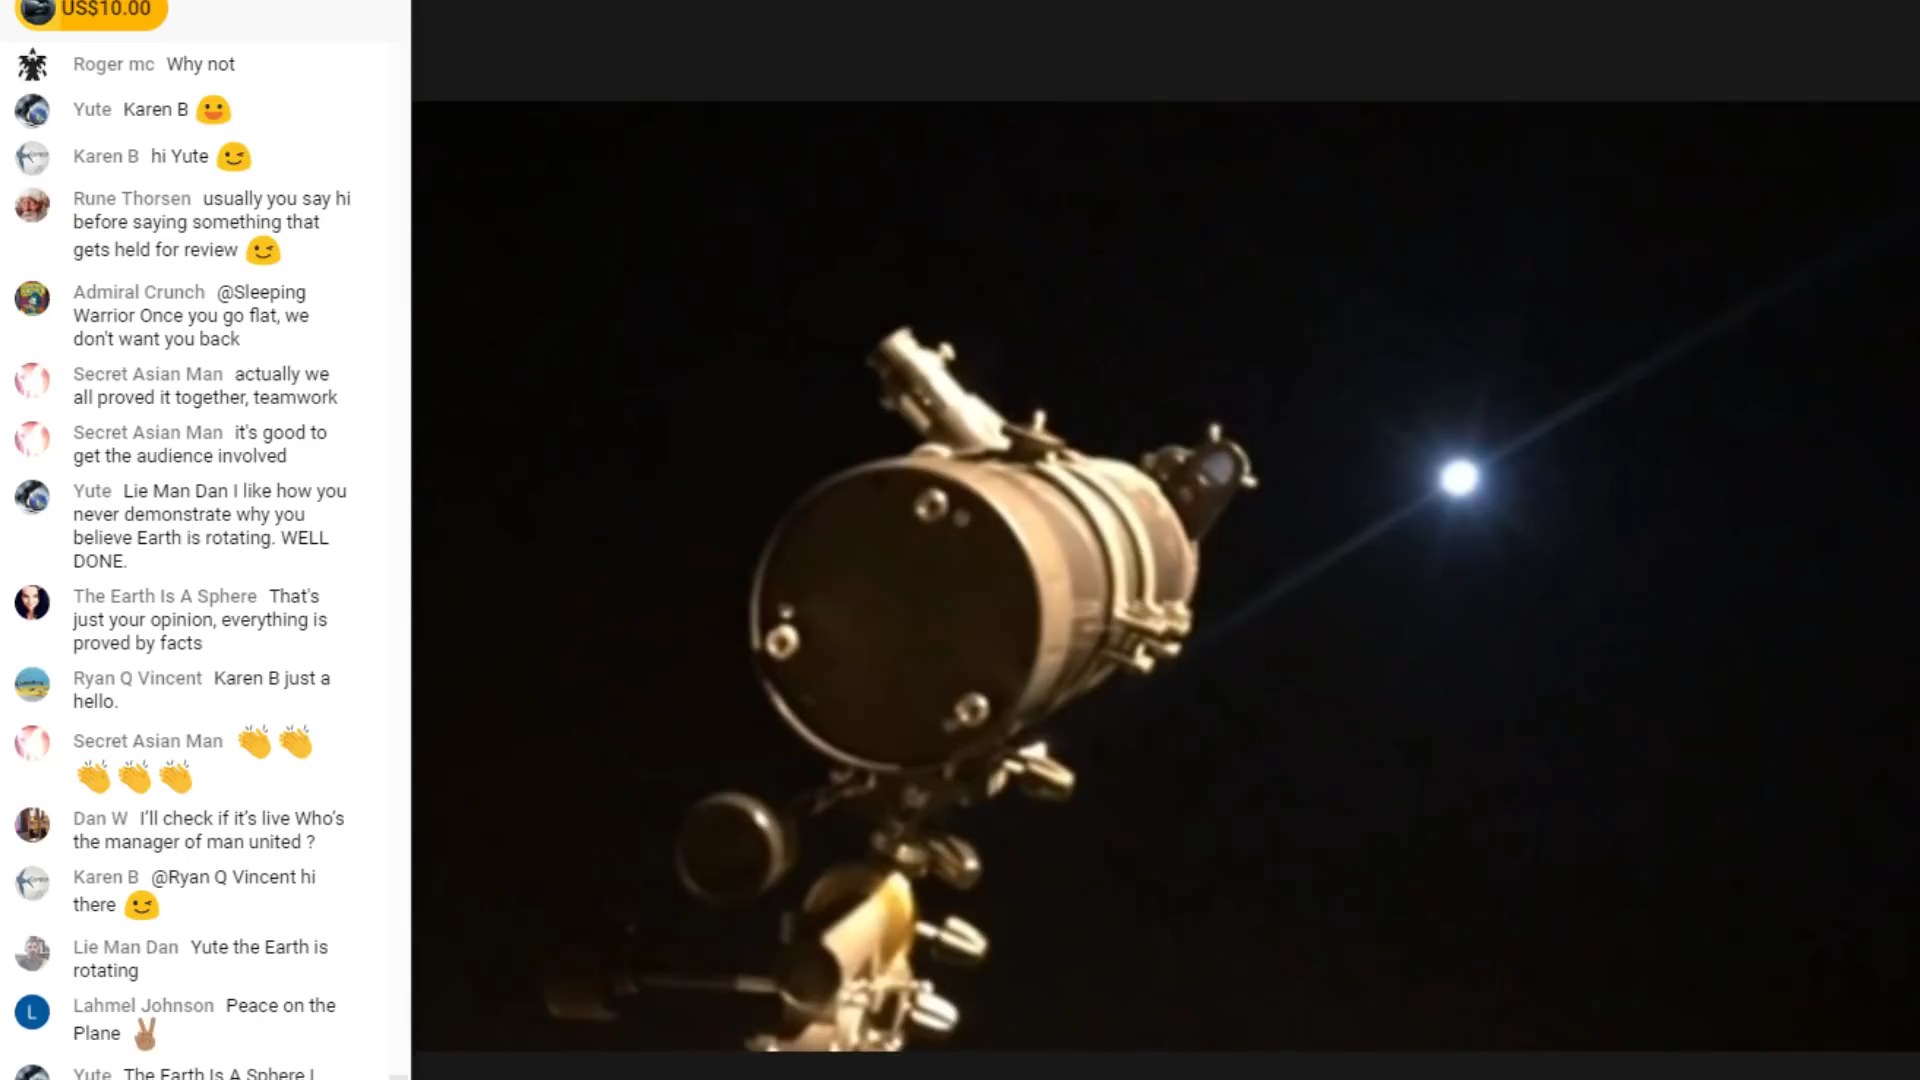 US$10.00
Roger mc Why not
Yute Karen B
Karen B hi Yute
Rune Thorsen usually you say hi
before saying something that
gets held for review
Admiral Crunch @Sleeping
Warrior Once you go flat, we
don't want you back
Secret Asian Man actually we
all proved it together, teamwork
Secret Asian Man it's good to
get the audience involved
Yute Lie Man Dan I like how you
never demonstrate why you
believe Earth is rotating. WELL
DONE.
The Earth Is A Sphere That's
just your opinion, everything is
proved by facts
Ryan Q Vincent Karen B just a
hello.
Secret Asian Man
Dan W I’ll check if it’s live Who’s
the manager of man united ?
Karen B @Ryan Q Vincent hi
there
Lie Man Dan Yute the Earth is
rotating
L
Lahmel Johnson Peace on the
Plane
Yute The Earth Is A Sphere I